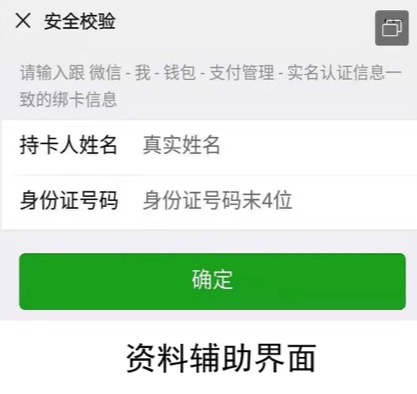 安全校验
请输入跟 微信 - 我 - 钱包 - 支付管理 - 实名认证信息一
致的绑卡信息
持卡人姓名 真实姓名
身份证号码 身份证号码末4位
确定
资料辅助界面